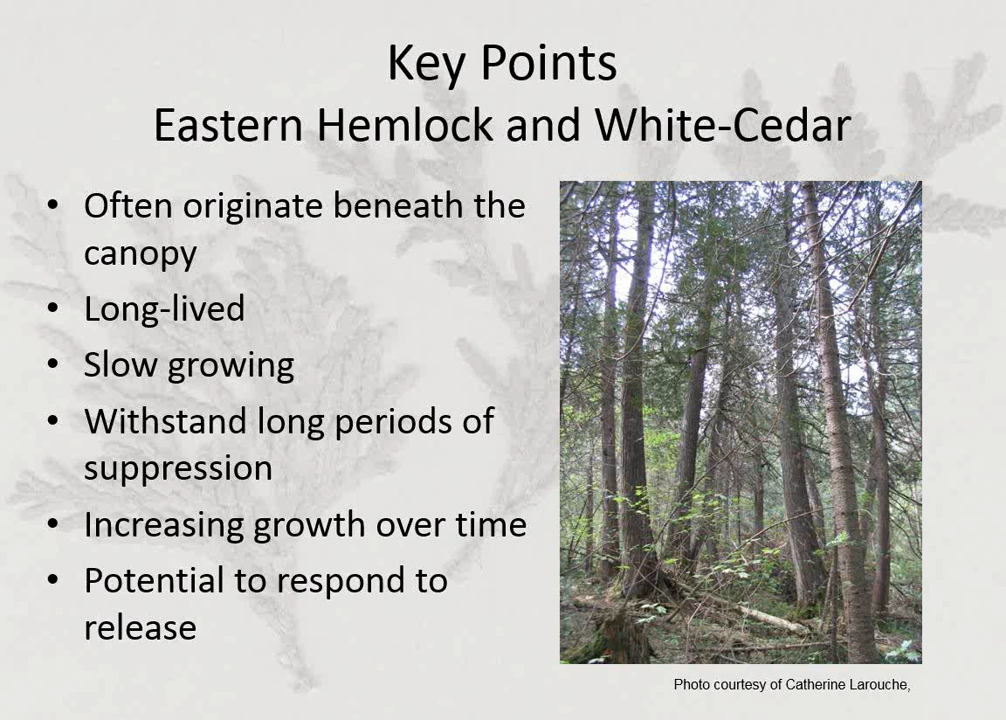 Key Points
Eastern Hemlock and White-Cedar
• Often originate beneath the
canopy
• Long-lived
• Slow growing
• Withstand long periods of
suppression
• Increasing growth over time
• Potential to respond to
release
Photo courtesy of Catherine Larouche,